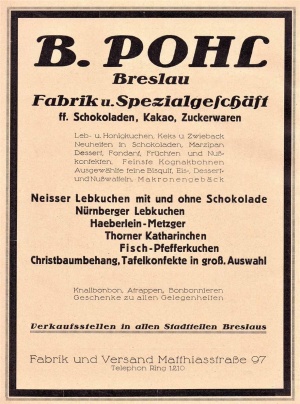 B. POHL
Breslau
Fabrik u. Spezialgeſchäft
ff. Schokoladen, Kakao, Zuckerwaren
Leb- u. Honigkuchen, Keks u. Zwieback
Neuheiten in Schokoladen, Marzipan
Dessert, Fondant, Früchten und Nuß-
konfekten. Feinste Kognakbohnen
Ausgewählte feine Bisquit, Eis-, Dessert-
und Nußwaffeln. Makronengebäck
Neisser Lebkuchen mit und ohne Schokolade
Nürnberger Lebkuchen
Haeberlein-Metzger
Thorner Katharinchen
Fisch-Pfefferkuchen
Christbaumbehang, Tafelkonfekte in groß. Auswahl
Knallbonbon, Attrappen, Bonbonnieren
Geschenke zu allen Gelegenheiten
Verkaufsstellen in allen Stadtteilen Breslaus
Fabrik und Versand Matthiasstraße 97
Telephon Ring 1210